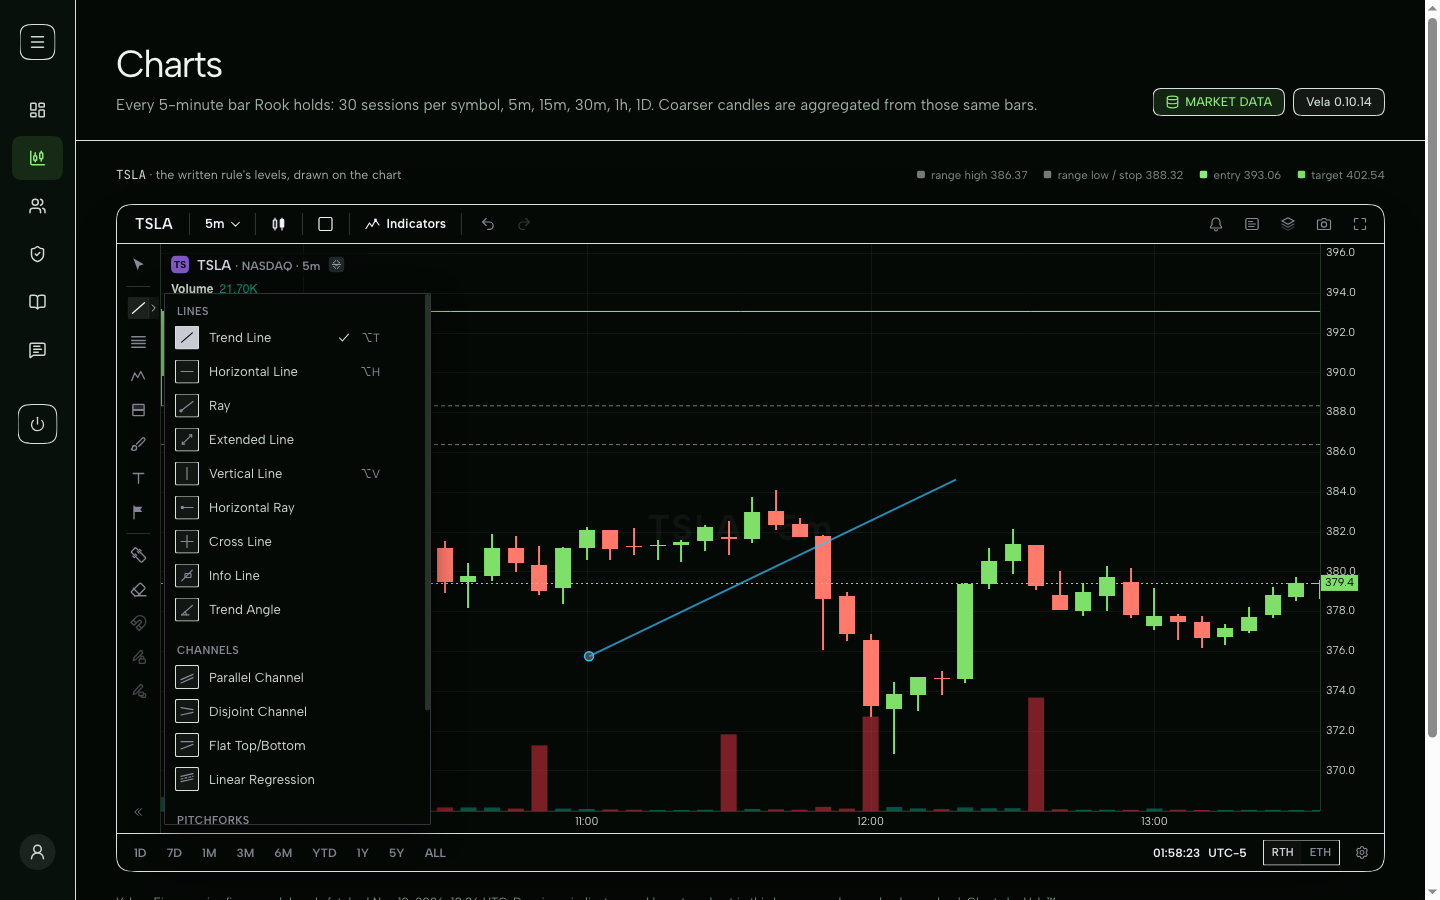 Charts
Every 5-minute bar Rook holds: 30 sessions per symbol, 5m, 15m, 30m, 1h, 1D. Coarser candles are aggregated from those same bars.
MARKET DATA
Vela 0.10.14
TSLA · the written rule's levels, drawn on the chart
range high 386.37
range low / stop 388.32
entry 393.06
target 402.54
TSLA
5m
Indicators
TS
TSLA · NASDAQ · 5m
Volume 21.70K
LINES
Trend Line ⌥T
Horizontal Line ⌥H
Ray
Extended Line
Vertical Line ⌥V
Horizontal Ray
Cross Line
Info Line
Trend Angle
CHANNELS
Parallel Channel
Disjoint Channel
Flat Top/Bottom
Linear Regression
PITCHFORKS
396.0
394.0
392.0
390.0
388.0
386.0
384.0
382.0
380.0
379.4
378.0
376.0
374.0
372.0
370.0
11:00
12:00
13:00
1D
7D
1M
3M
6M
YTD
1Y
5Y
ALL
01:58:23 UTC-5
RTH
ETH